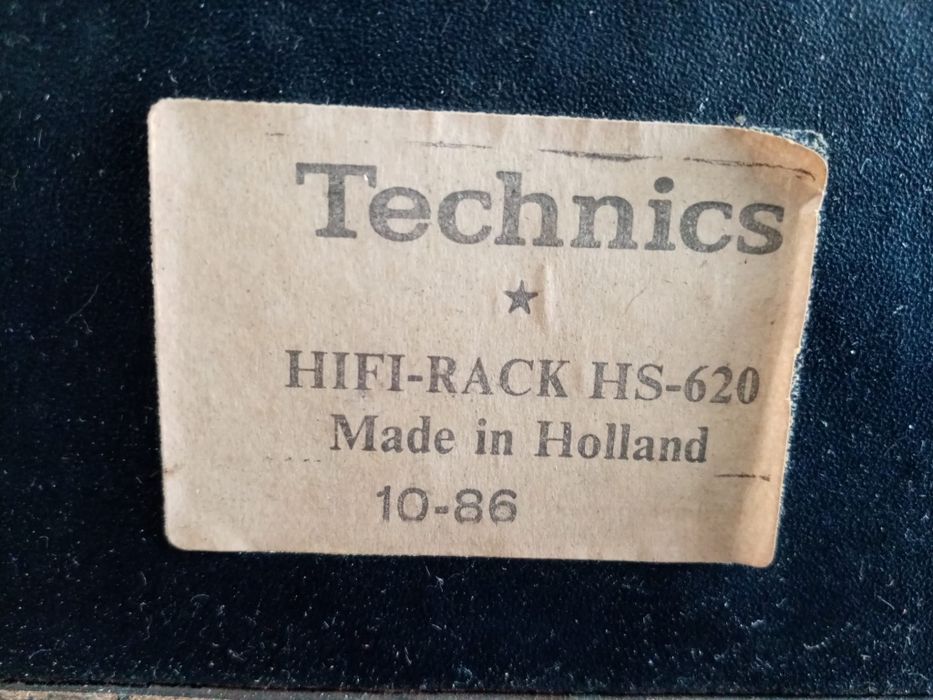 Technics
★
HIFI-RACK HS-620
Made in Holland
10-86